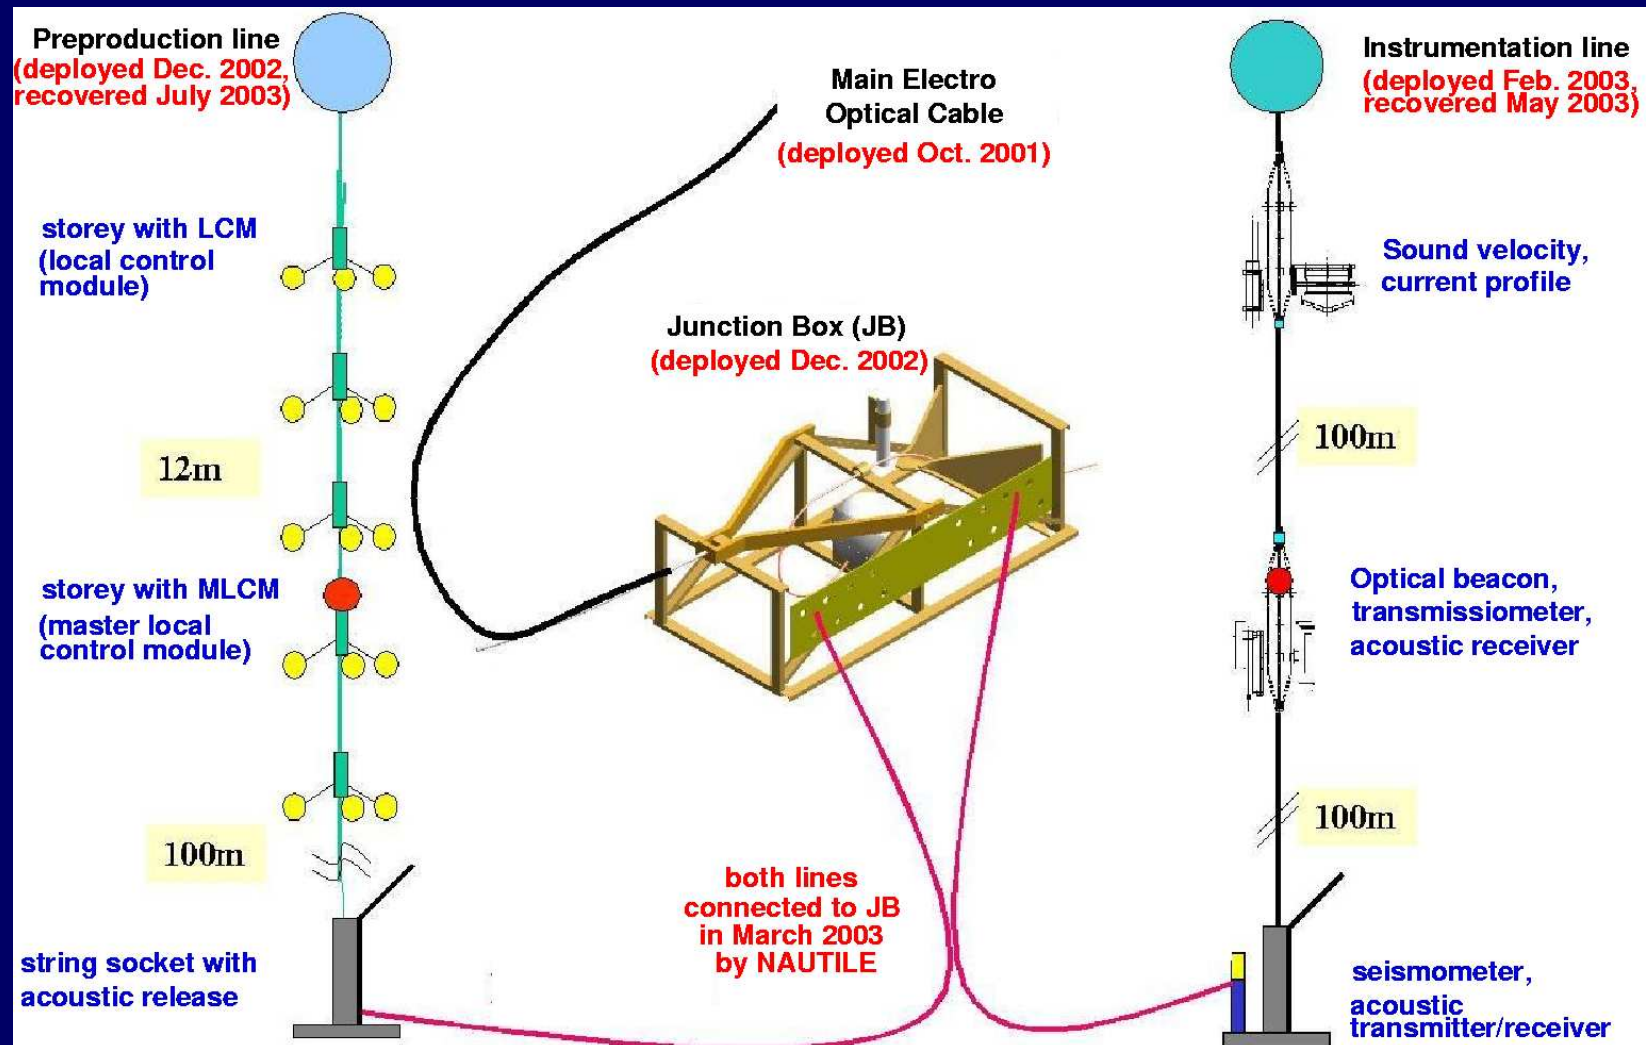 Preproduction line
(deployed Dec. 2002,
recovered July 2003)
Main Electro
Optical Cable
(deployed Oct. 2001)
Instrumentation line
(deployed Feb. 2003,
recovered May 2003)
storey with LCM
(local control
module)
Sound velocity,
current profile
Junction Box (JB)
(deployed Dec. 2002)
12m
100m
storey with MLCM
(master local
control module)
Optical beacon,
transmissiometer,
acoustic receiver
100m
100m
both lines
connected to JB
in March 2003
by NAUTILE
string socket with
acoustic release
seismometer,
acoustic
transmitter/receiver